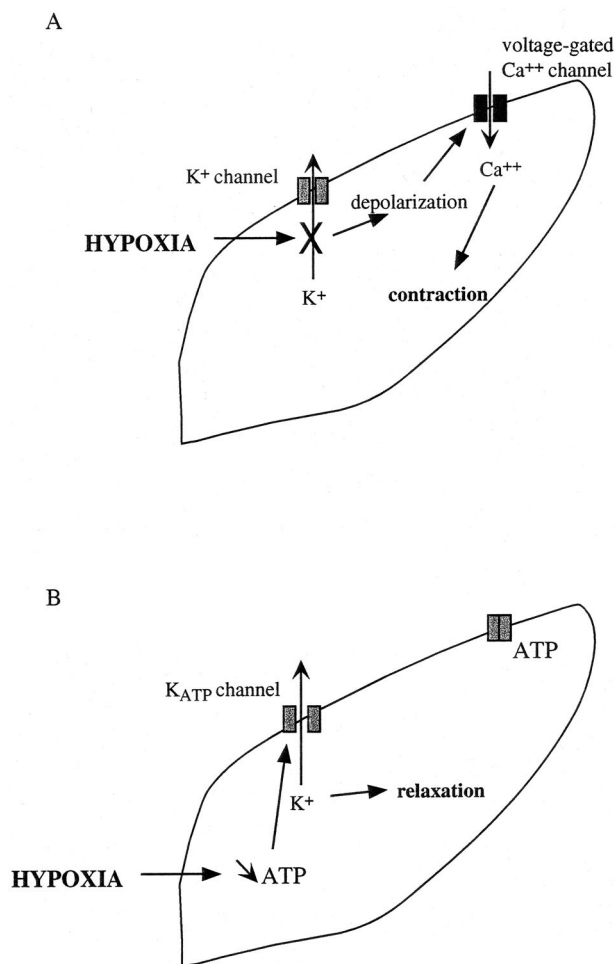 A
voltage-gated
Ca++ channel
K+ channel
Ca++
depolarization
HYPOXIA
X
K+
contraction
B
ATP
KATP channel
K+
relaxation
HYPOXIA
ATP